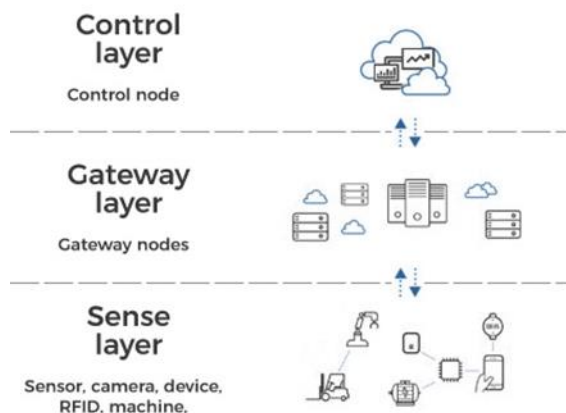 Control
layer
Control node
Gateway
layer
Gateway nodes
Sense
layer
Sensor, camera, device,
RFID, machine.